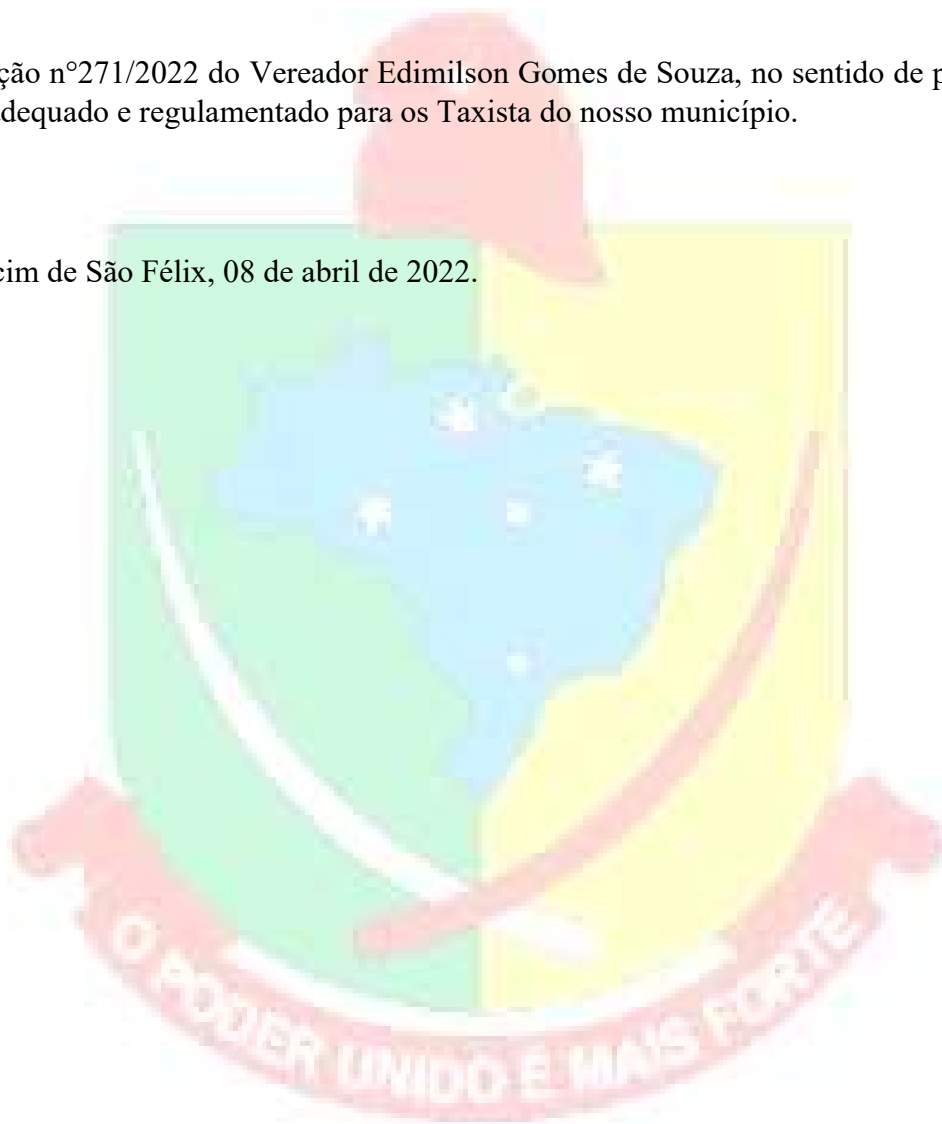 ção n°271/2022 do Vereador Edimilson Gomes de Souza, no sentido de p
dequado e regulamentado para os Taxista do nosso município.
cim de São Félix, 08 de abril de 2022.
O PODER UNIDO É MAIS FORTE